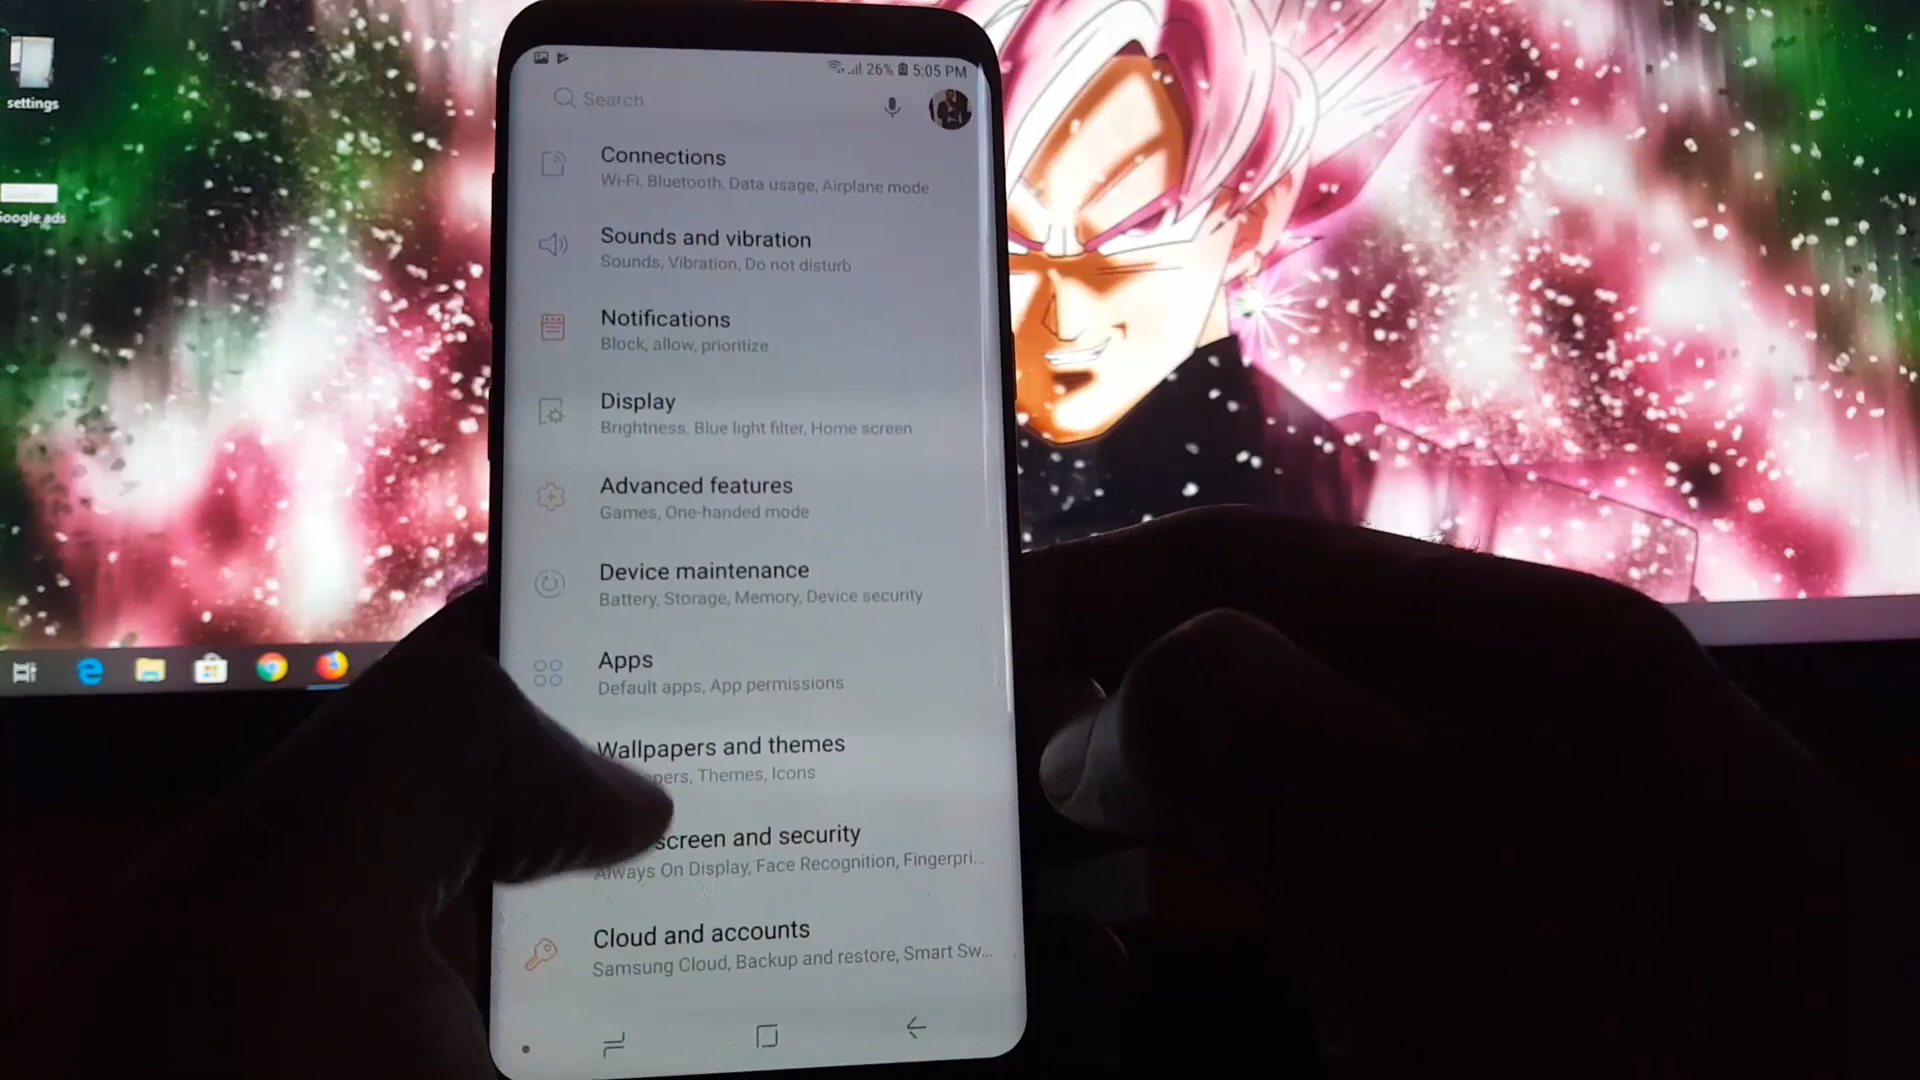 settings
Google ads
26% 5:05 PM
Search
Connections
Wi-Fi, Bluetooth, Data usage, Airplane mode
Sounds and vibration
Sounds, Vibration, Do not disturb
Notifications
Block, allow, prioritize
Display
Brightness, Blue light filter, Home screen
Advanced features
Games, One-handed mode
Device maintenance
Battery, Storage, Memory, Device security
Apps
Default apps, App permissions
Wallpapers and themes
Themes, Icons
screen and security
Always On Display, Face Recognition, Fingerpri...
Cloud and accounts
Samsung Cloud, Backup and restore, Smart Sw...